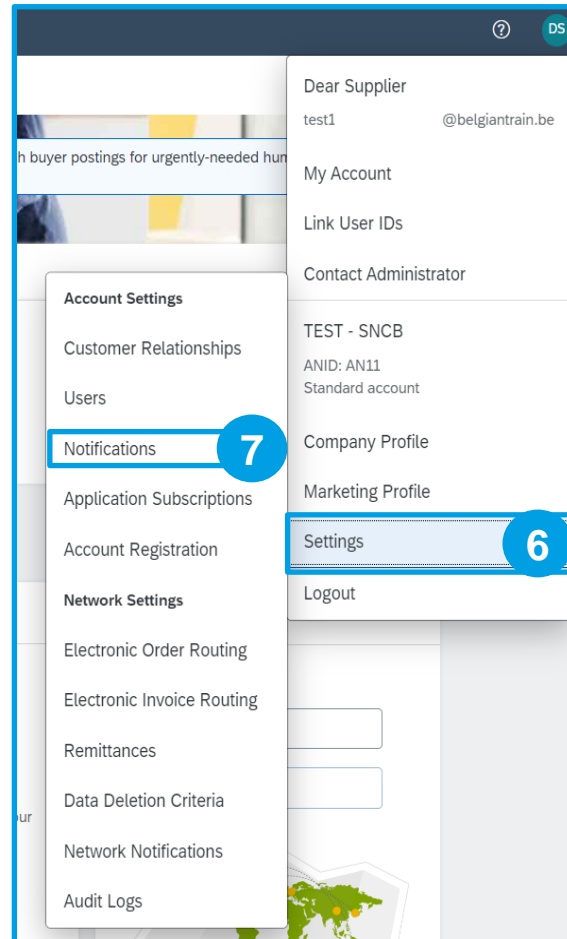 DS
Dear Supplier
test1 @belgiantrain.be
h buyer postings for urgently-needed hum
My Account
Link User IDs
Contact Administrator
TEST - SNCB
ANID: AN11
Standard account
Company Profile
Marketing Profile
Settings 6
Logout
Account Settings
Customer Relationships
Users
Notifications 7
Application Subscriptions
Account Registration
Network Settings
Electronic Order Routing
Electronic Invoice Routing
Remittances
Data Deletion Criteria
our
Network Notifications
Audit Logs